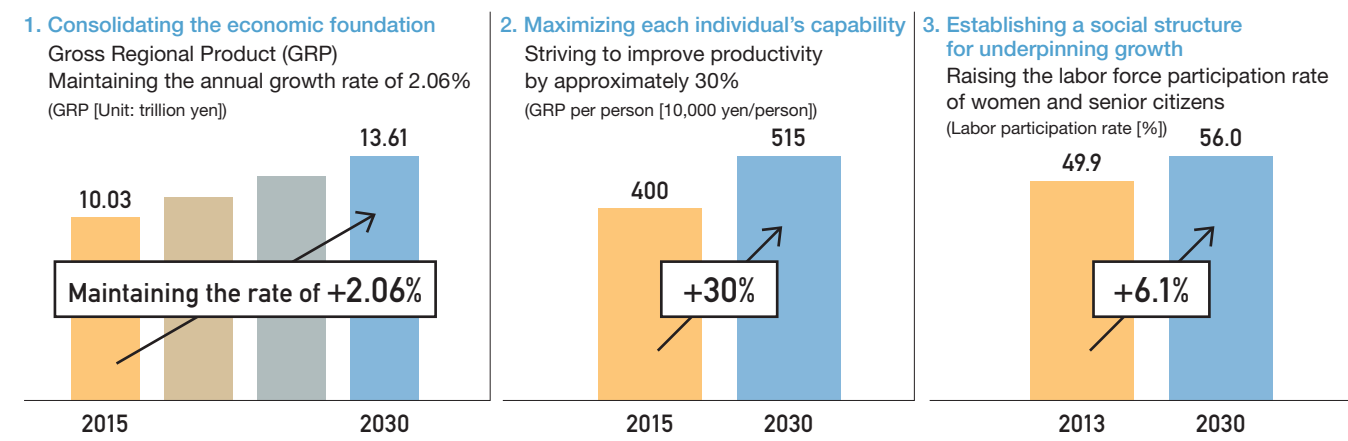 1. Consolidating the economic foundation
Gross Regional Product (GRP)
Maintaining the annual growth rate of 2.06%
(GRP [Unit: trillion yen])
10.03
13.61
Maintaining the rate of +2.06%
2015
2030
2. Maximizing each individual's capability
Striving to improve productivity
by approximately 30%
(GRP per person [10,000 yen/person])
400
515
+30%
2015
2030
3. Establishing a social structure
for underpinning growth
Raising the labor force participation rate
of women and senior citizens
(Labor participation rate [%])
49.9
56.0
+6.1%
2013
2030